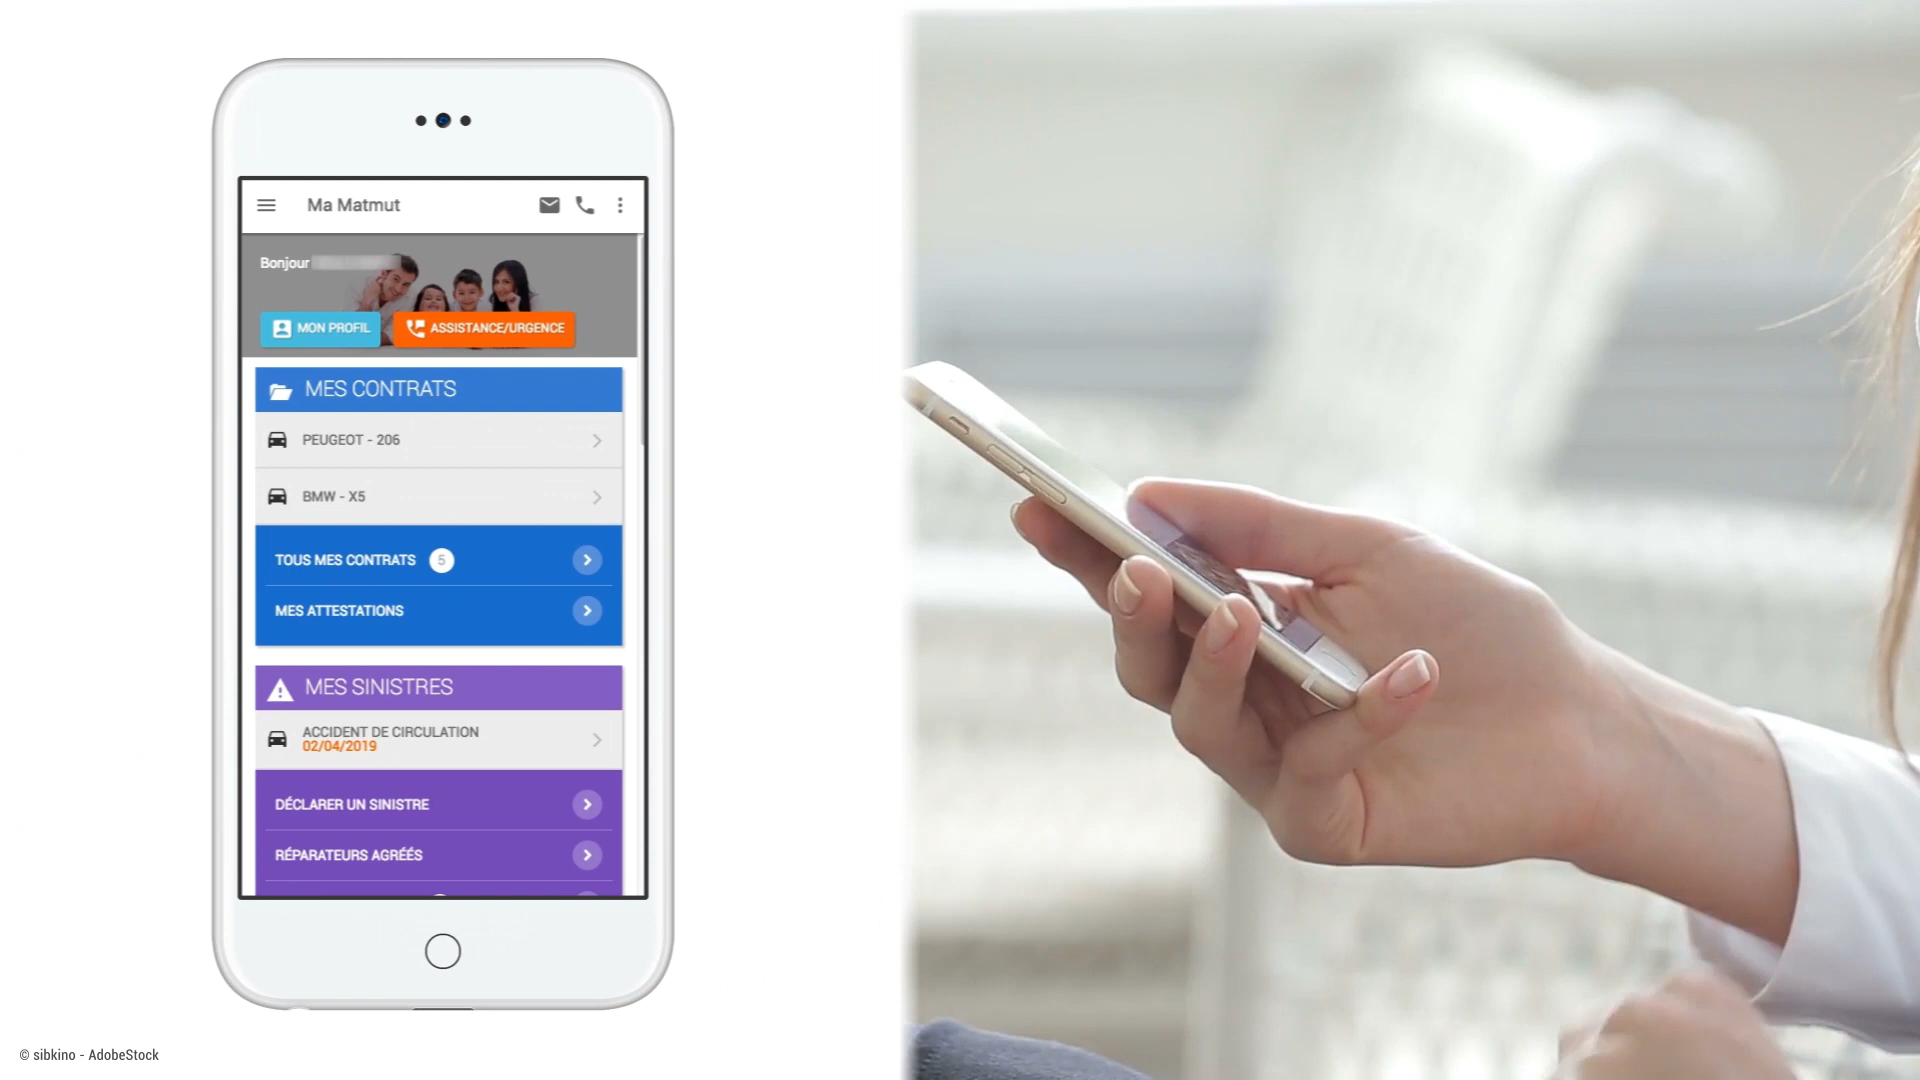 Ma Matmut
Bonjour
MON PROFIL
ASSISTANCE/URGENCE
MES CONTRATS
PEUGEOT - 206
BMW - X5
TOUS MES CONTRATS 5
MES ATTESTATIONS
MES SINISTRES
ACCIDENT DE CIRCULATION
02/04/2019
DÉCLARER UN SINISTRE
RÉPARATEURS AGRÉÉS
© sibkino - AdobeStock